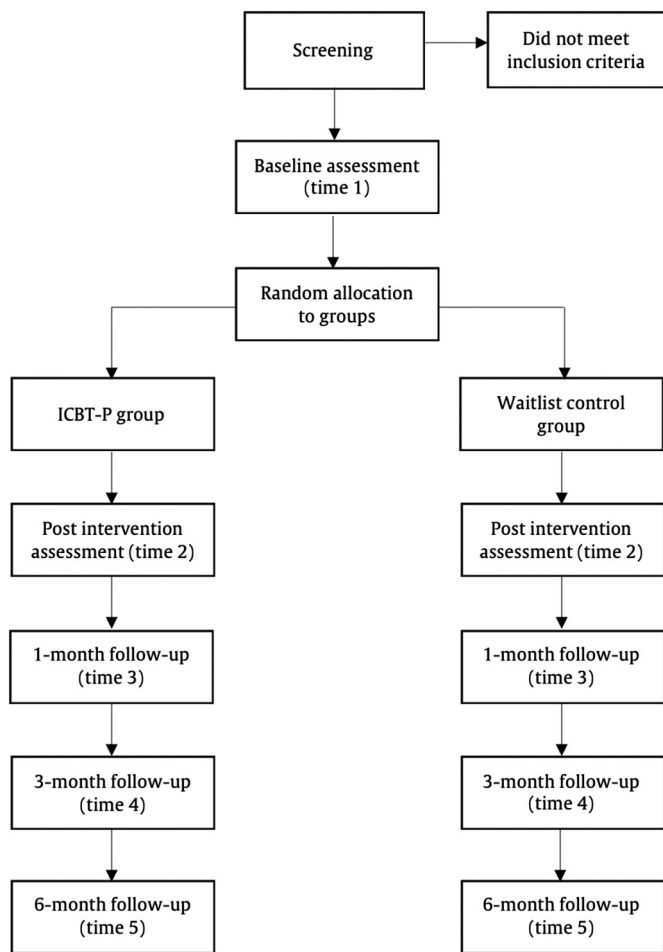 Screening
Did not meet
inclusion criteria
Baseline assessment
(time 1)
Random allocation
to groups
ICBT-P group
Waitlist control
group
Post intervention
assessment (time 2)
Post intervention
assessment (time 2)
1-month follow-up
(time 3)
1-month follow-up
(time 3)
3-month follow-up
(time 4)
3-month follow-up
(time 4)
6-month follow-up
(time 5)
6-month follow-up
(time 5)